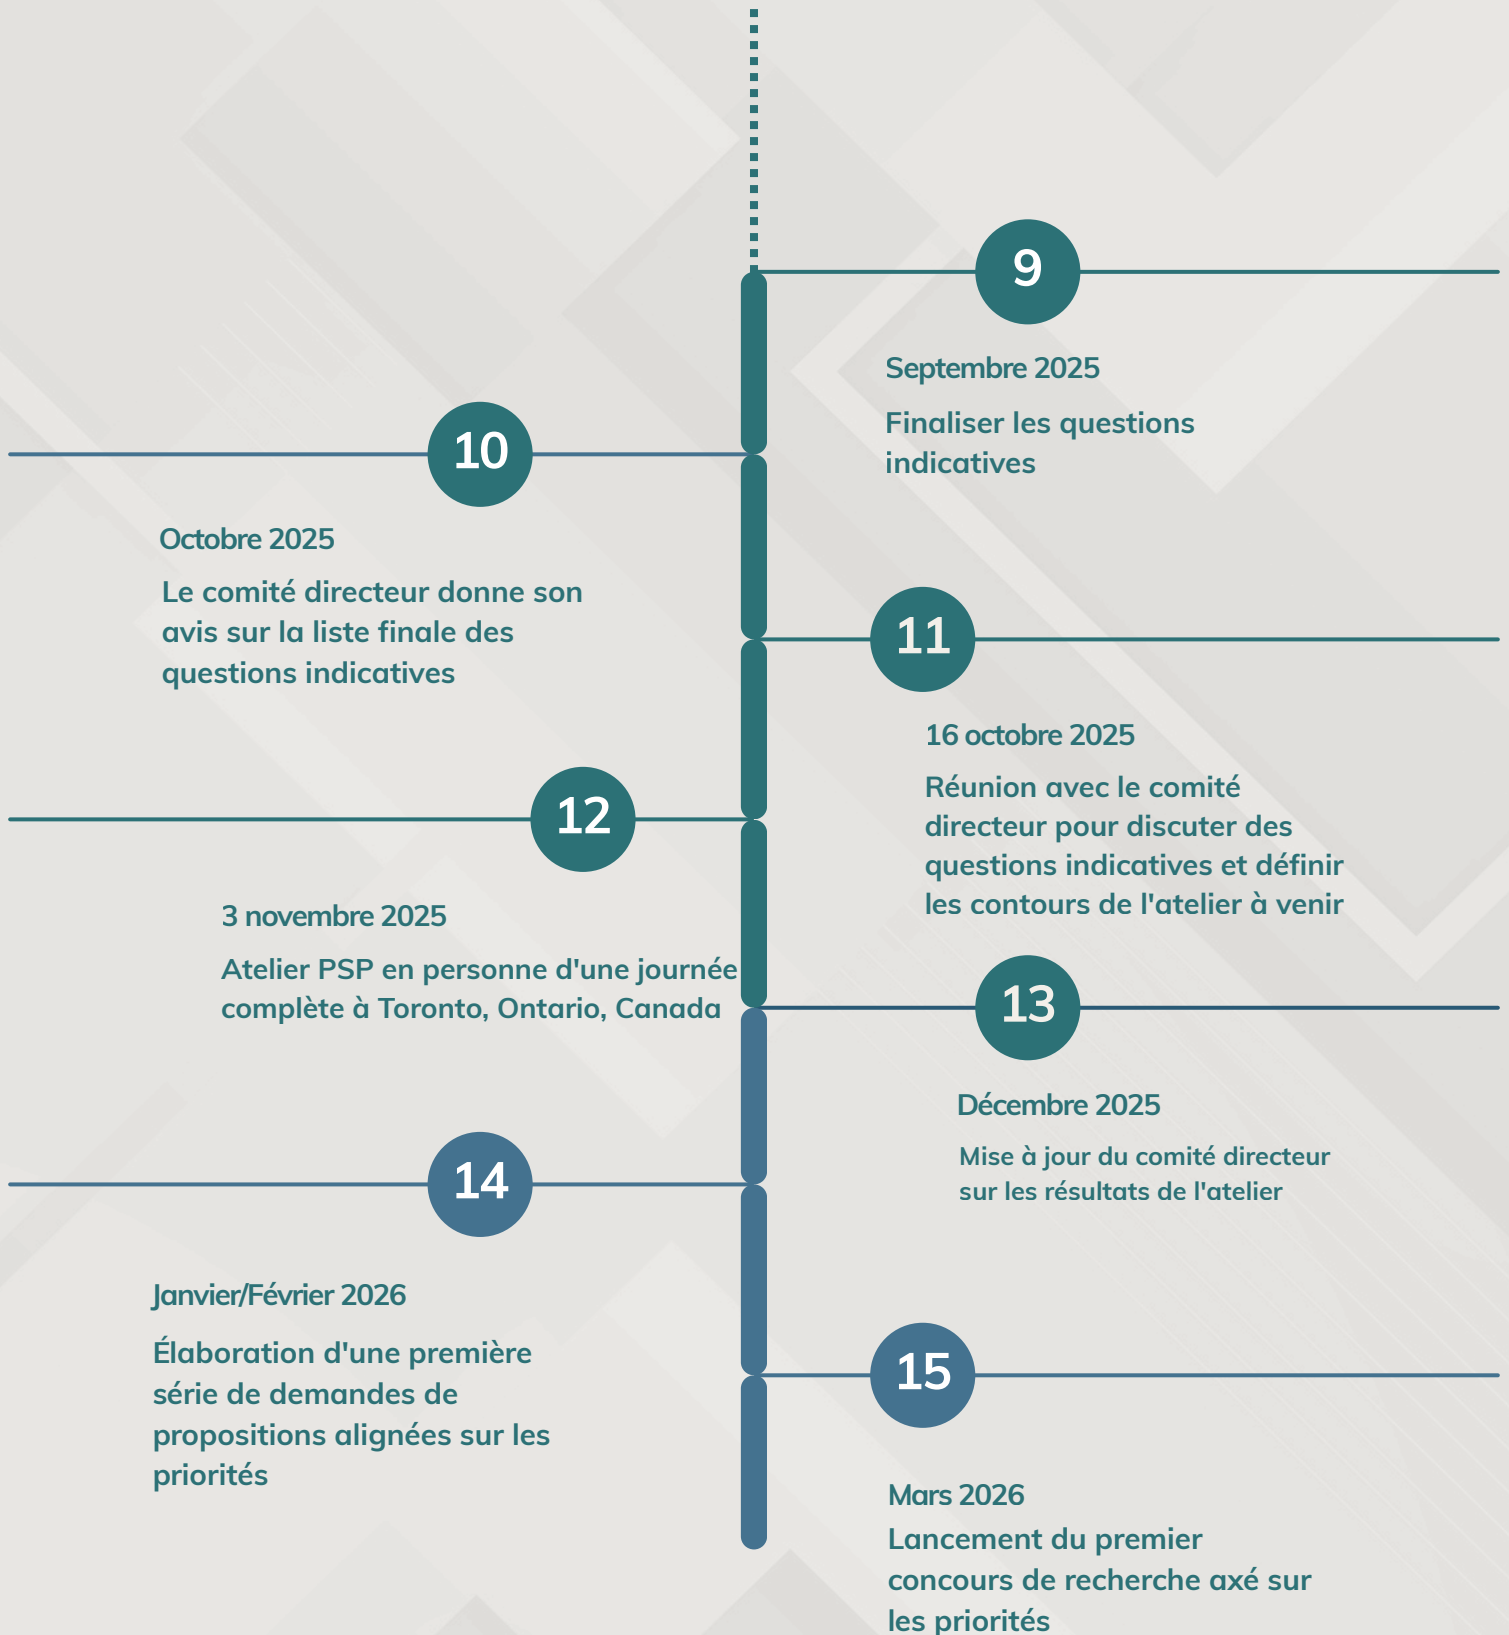 9
Septembre 2025
Finaliser les questions
indicatives
10
Octobre 2025
Le comité directeur donne son
avis sur la liste finale des
questions indicatives
11
16 octobre 2025
Réunion avec le comité
directeur pour discuter des
questions indicatives et définir
les contours de l'atelier à venir
12
3 novembre 2025
Atelier PSP en personne d'une journée
complète à Toronto, Ontario, Canada
13
Décembre 2025
Mise à jour du comité directeur
sur les résultats de l'atelier
14
Janvier/Février 2026
Élaboration d'une première
série de demandes de
propositions alignées sur les
priorités
15
Mars 2026
Lancement du premier
concours de recherche axé sur
les priorités